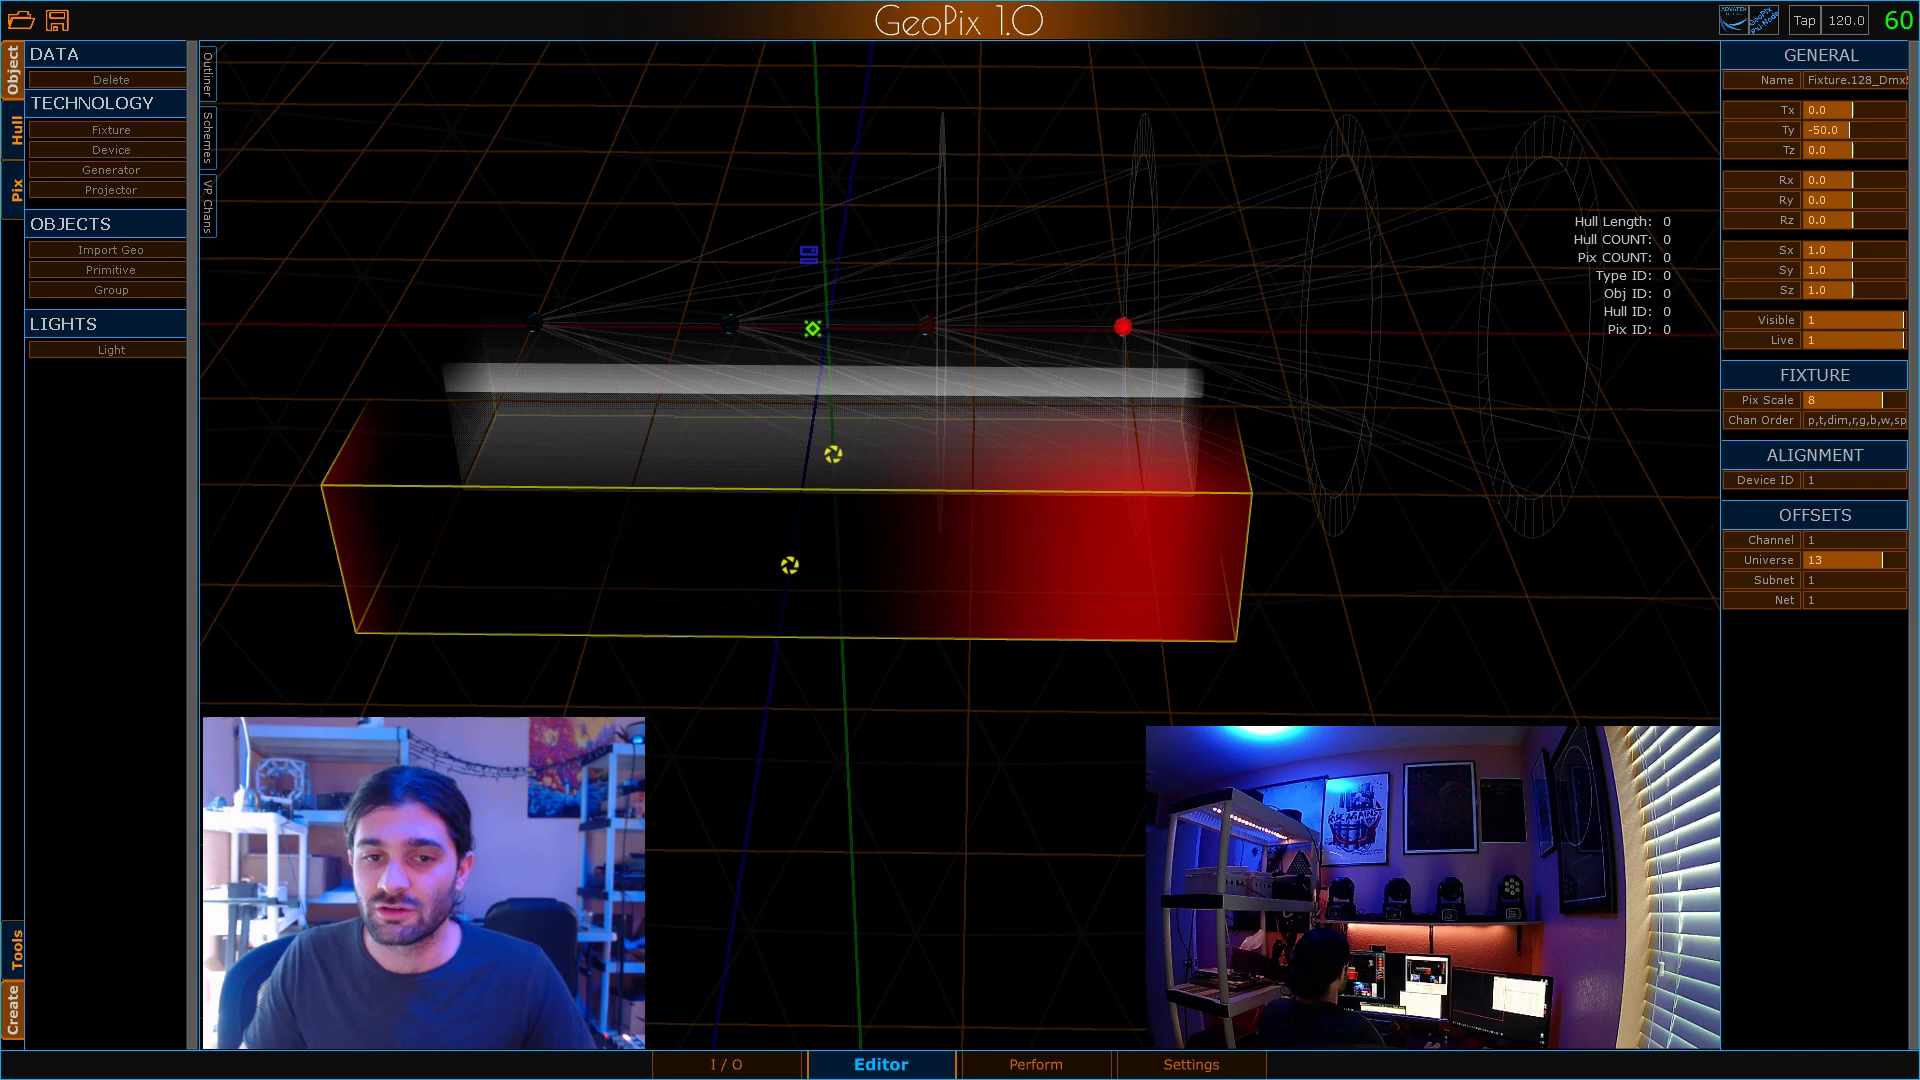 GeoPix 1.0
Tap
120.0
60
Object
Hull
Pix
Tools
Create
DATA
Delete
TECHNOLOGY
Fixture
Device
Generator
Projector
OBJECTS
Import Geo
Primitive
Group
LIGHTS
Light
Outliner
Schemes
VP Chans
Hull Length: 0
Hull COUNT: 0
Pix COUNT: 0
Type ID: 0
Obj ID: 0
Hull ID: 0
Pix ID: 0
GENERAL
Name Fixture.128_Dmx
Tx 0.0
Ty -50.0
Tz 0.0
Rx 0.0
Ry 0.0
Rz 0.0
Sx 1.0
Sy 1.0
Sz 1.0
Visible 1
Live 1
FIXTURE
Pix Scale 8
Chan Order p,t,dim,r,g,b,w,sp
ALIGNMENT
Device ID 1
OFFSETS
Channel 1
Universe 13
Subnet 1
Net 1
RISE AGAINST
I / O
Editor
Perform
Settings